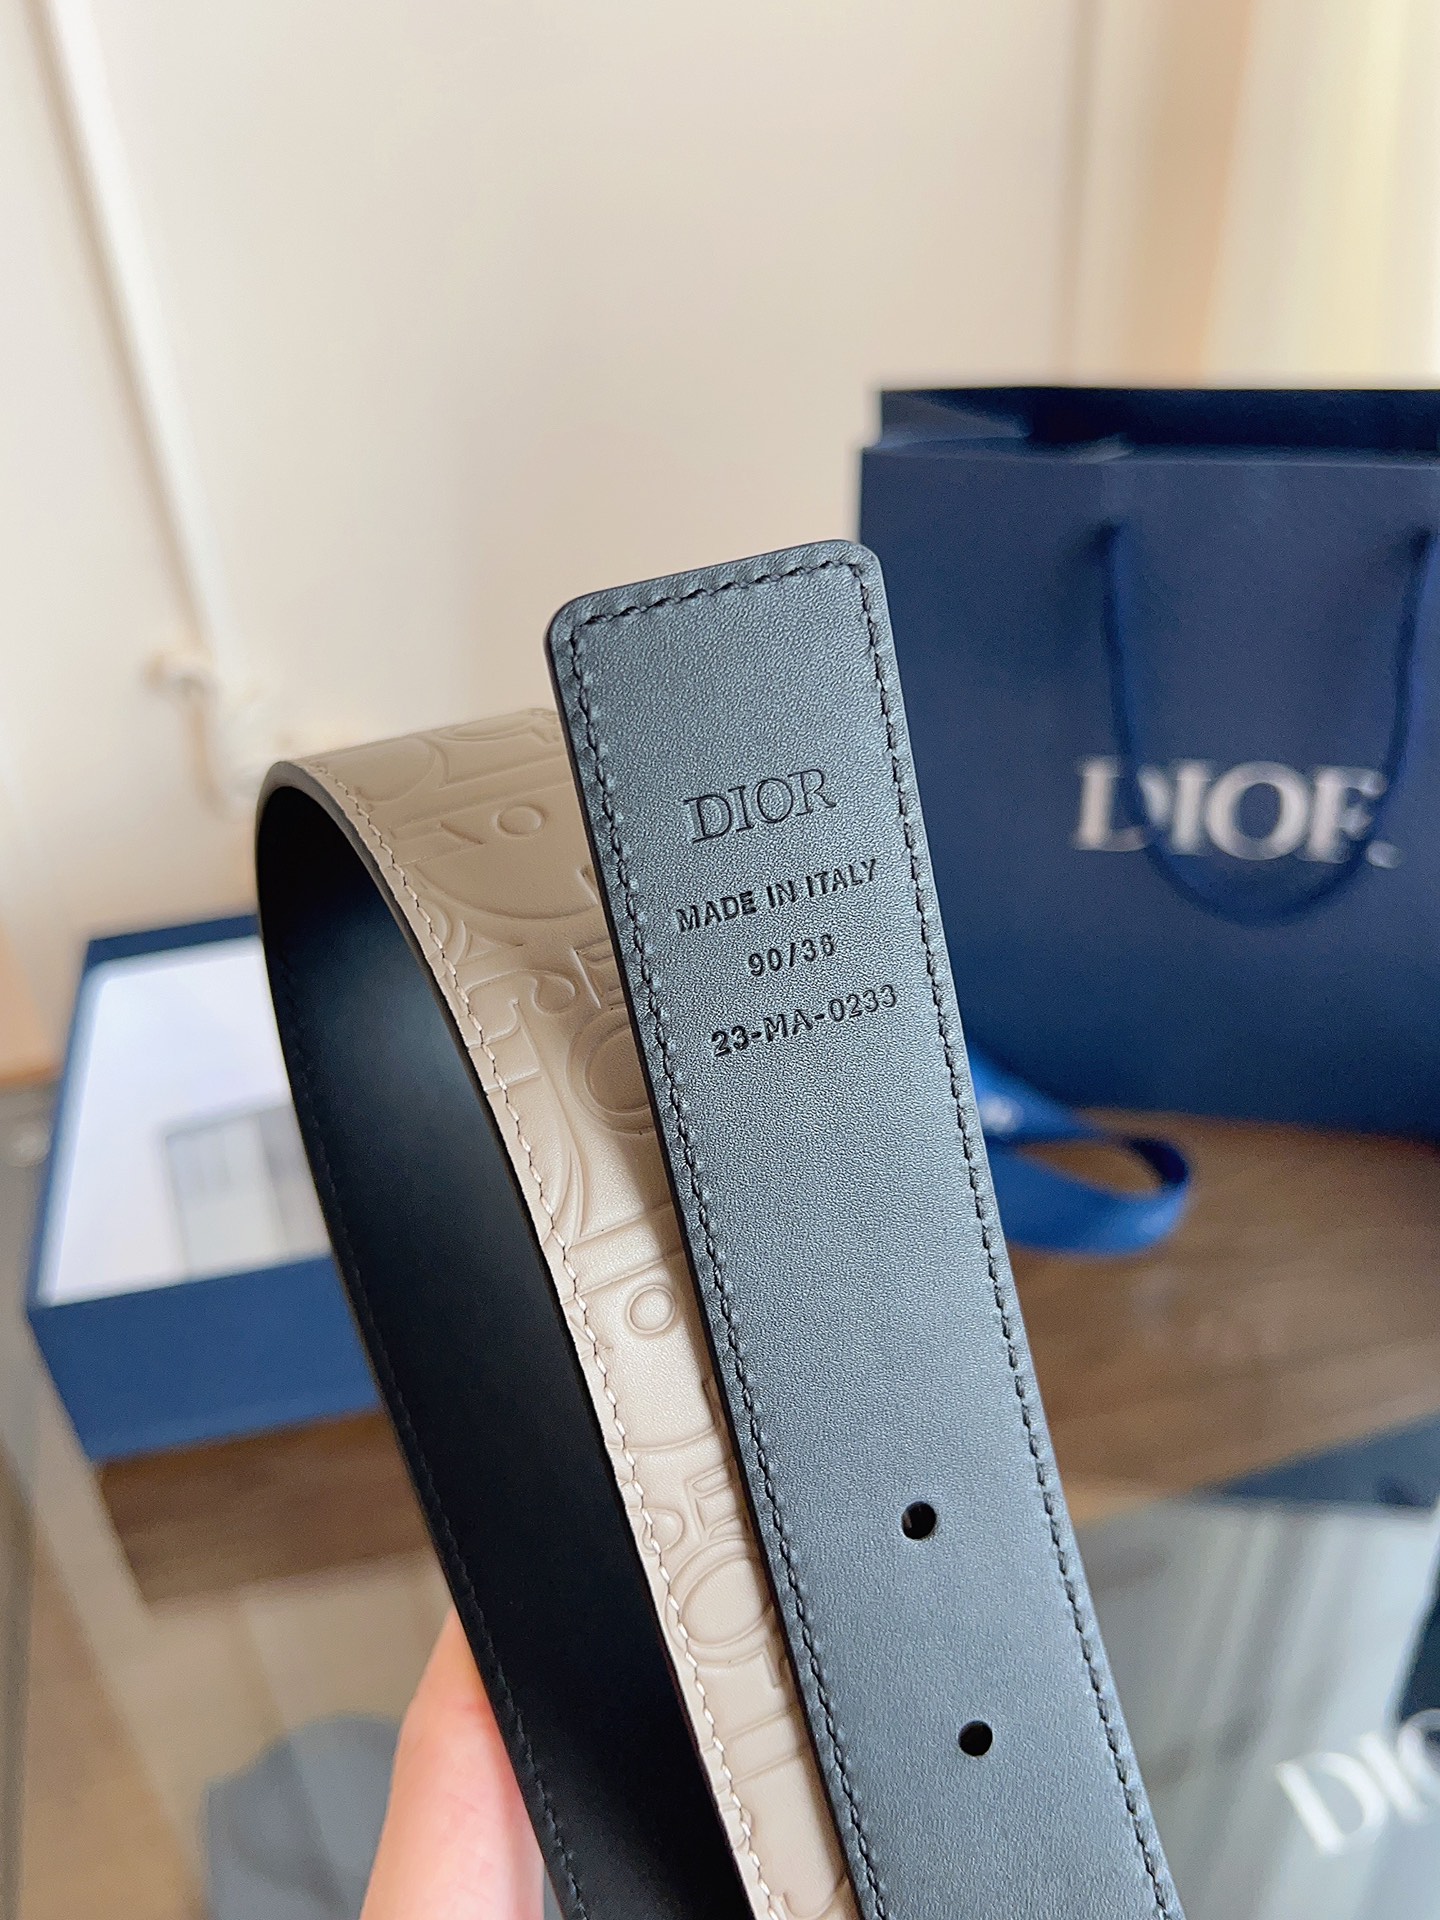 DIOR
MADE IN ITALY
90/36
23-MA-0233
DIOR